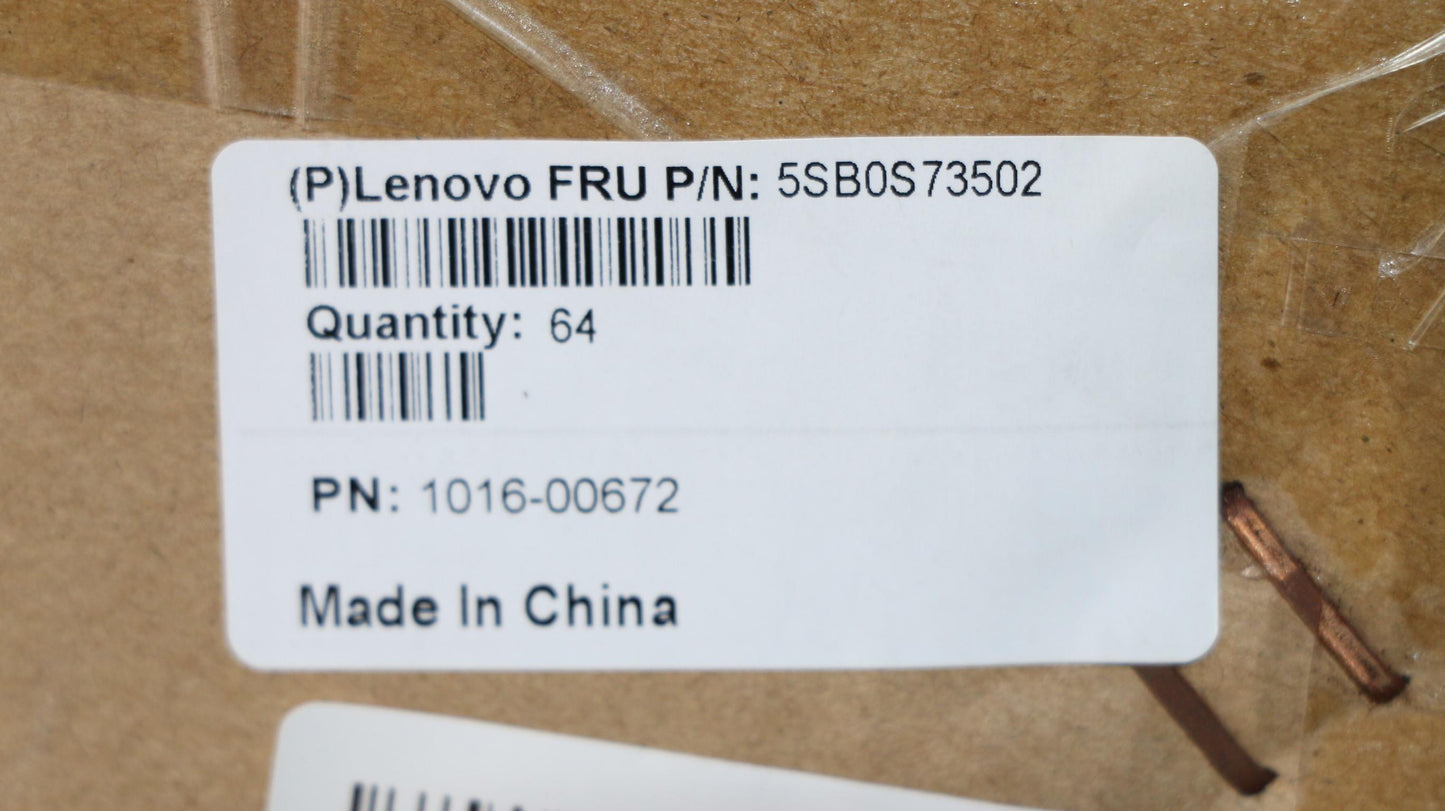 (P)Lenovo FRU P/N: 5SB0S73502
Quantity: 64
PN: 1016-00672
Made In China